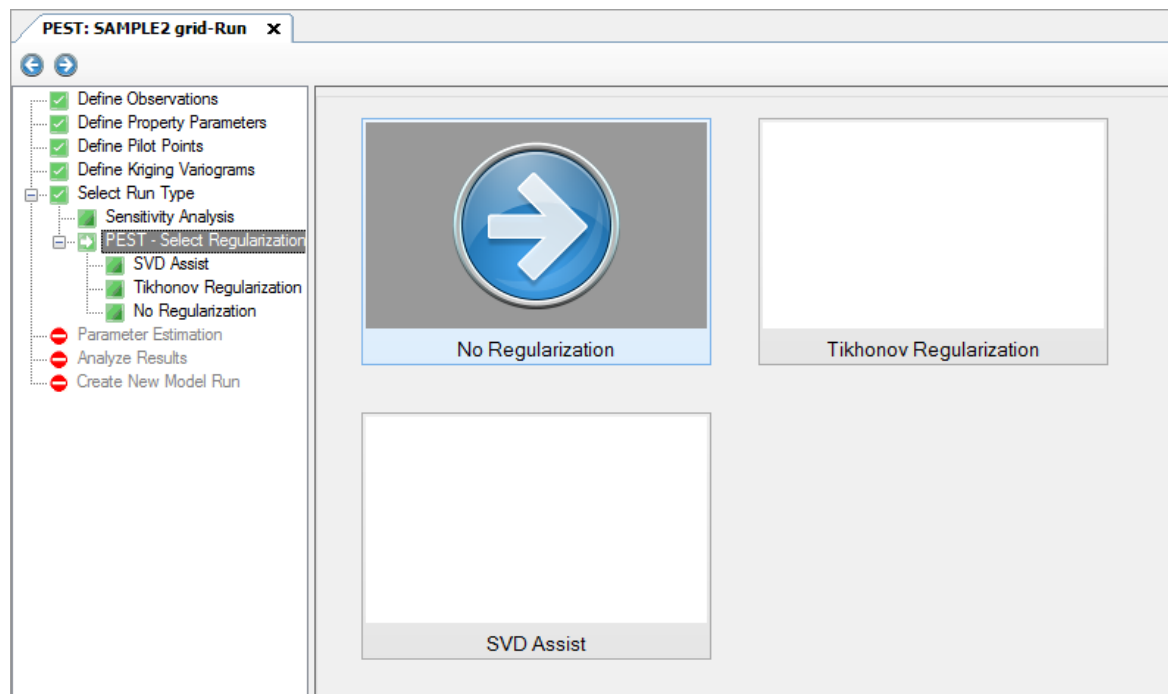 PEST: SAMPLE2 grid-Run x
Define Observations
Define Property Parameters
Define Pilot Points
Define Kriging Variograms
Select Run Type
Sensitivity Analysis
PEST - Select Regularization
SVD Assist
Tikhonov Regularization
No Regularization
Parameter Estimation
Analyze Results
Create New Model Run
No Regularization
Tikhonov Regularization
SVD Assist